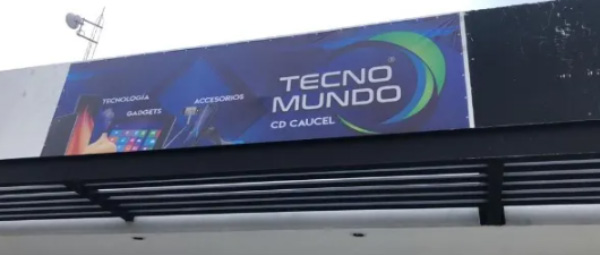 TECNOLOGÍA
GADGETS
ACCESORIOS
TECNO
MUNDO
®
CD CAUCEL